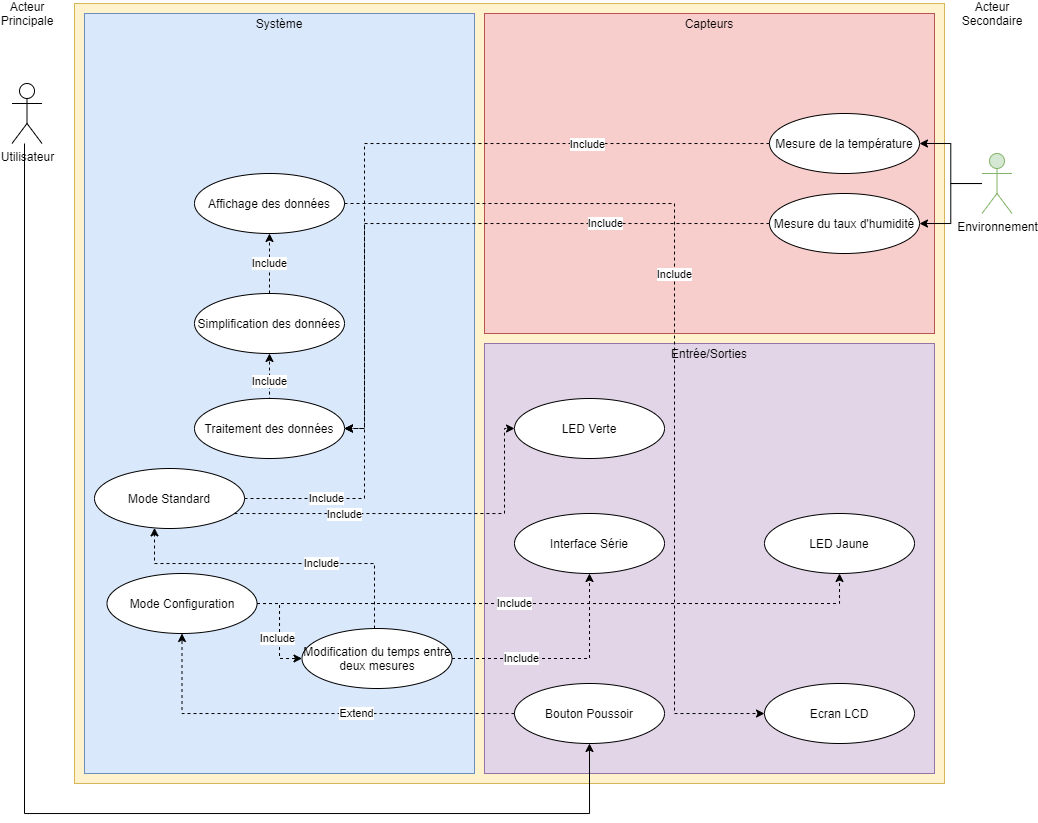 Acteur
Principale
Système
Capteurs
Acteur
Secondaire
Utilisateur
Include
Mesure de la température
Affichage des données
Include
Mesure du taux d'humidité
Environnement
Include
Include
Simplification des données
Entrée/Sorties
Include
Traitement des données
LED Verte
Mode Standard
Include
Include
Interface Série
LED Jaune
Include
Mode Configuration
Include
Include
Modification du temps entre
deux mesures
Include
Extend
Bouton Poussoir
Ecran LCD